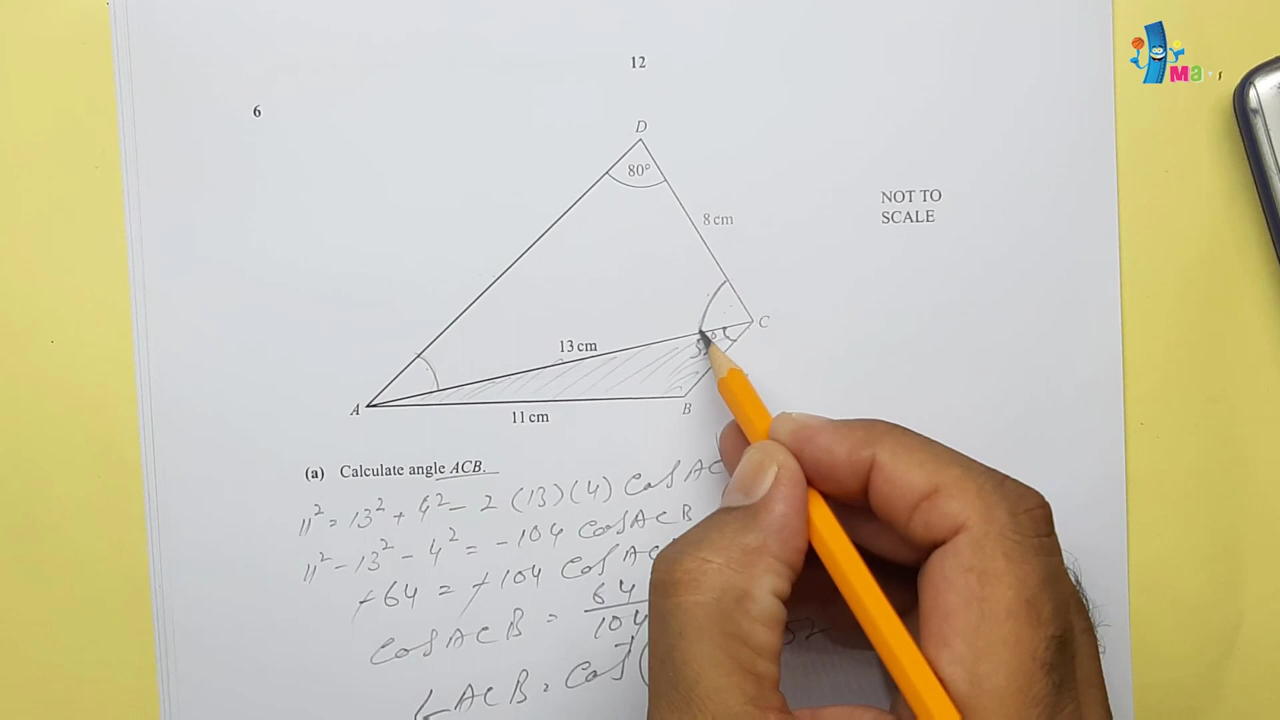 12
6
D
80°
NOT TO
SCALE
8 cm
C
13 cm
A
11 cm
B
(a) Calculate angle ACB.
11² = 13² + 4² - 2 (13)(4) Cos AC
11² - 13² - 4² = - 104 Cos ACB
+64 = +104 Cos AC
Cos ACB = 64/104
∠ACB = Cos⁻¹ ( 52